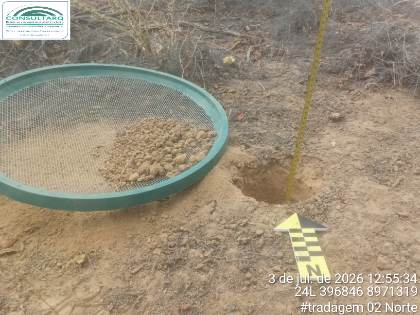 CONSULTARQ
3 de jul. de 2026 12:55:34
24L 396846 8971319
#tradagem 02 Norte
N